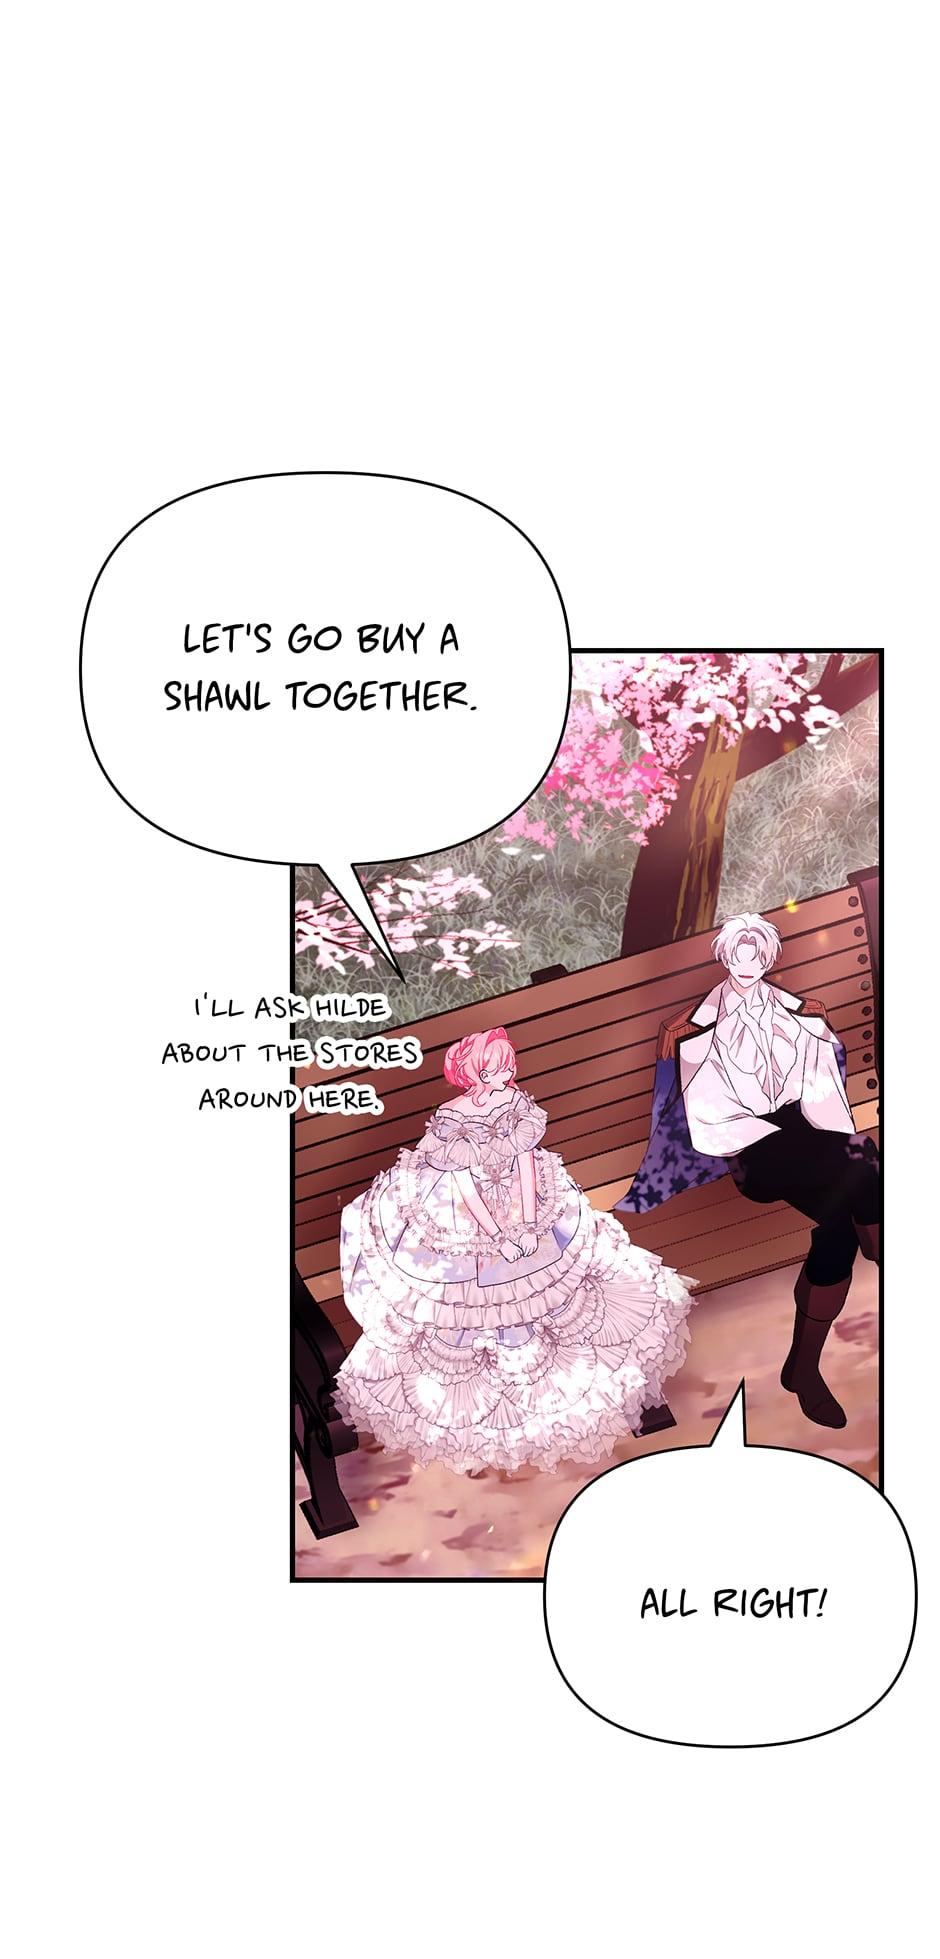 LET'S GO BUY A
SHAWL TOGETHER.
I'LL ASK HILDE
ABOUT THE STORES
AROUND HERE.
ALL RIGHT!